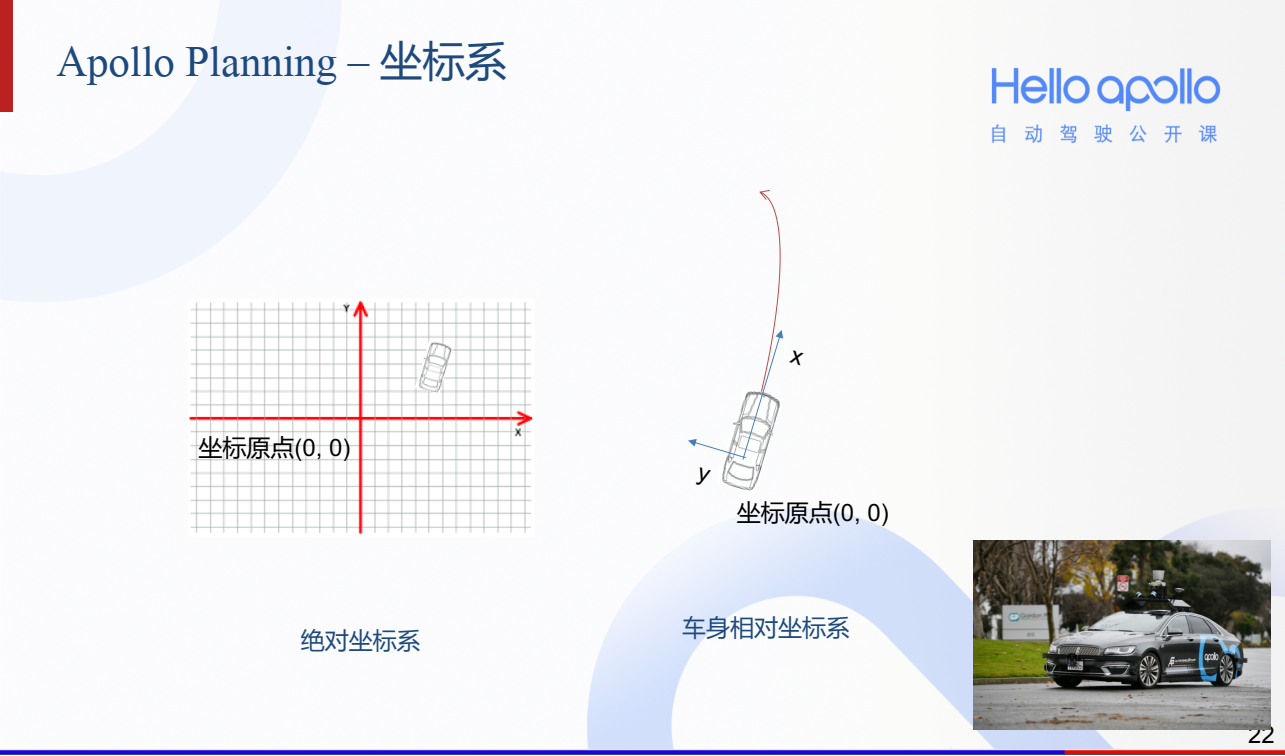 Apollo Planning – 坐标系
Hello apollo
自动驾驶公开课
Y
X
坐标原点(0, 0)
绝对坐标系
x
y
坐标原点(0, 0)
车身相对坐标系
apollo
22